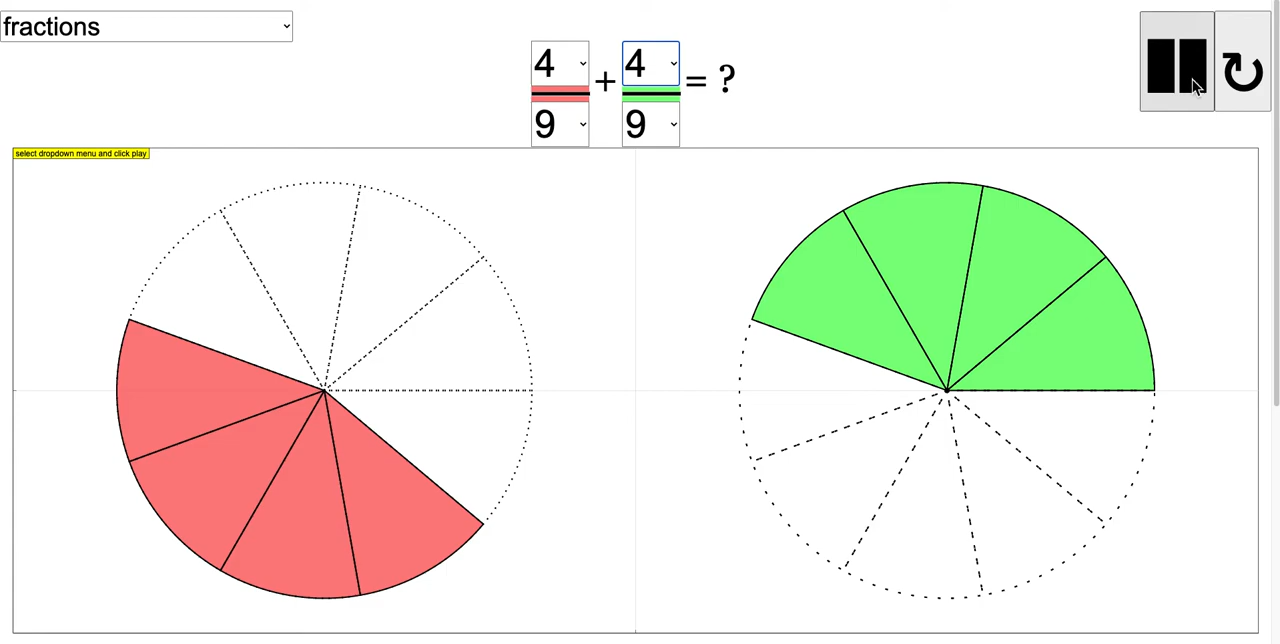 fractions
4/9 + 4/9 = ?
select dropdown menu and click play